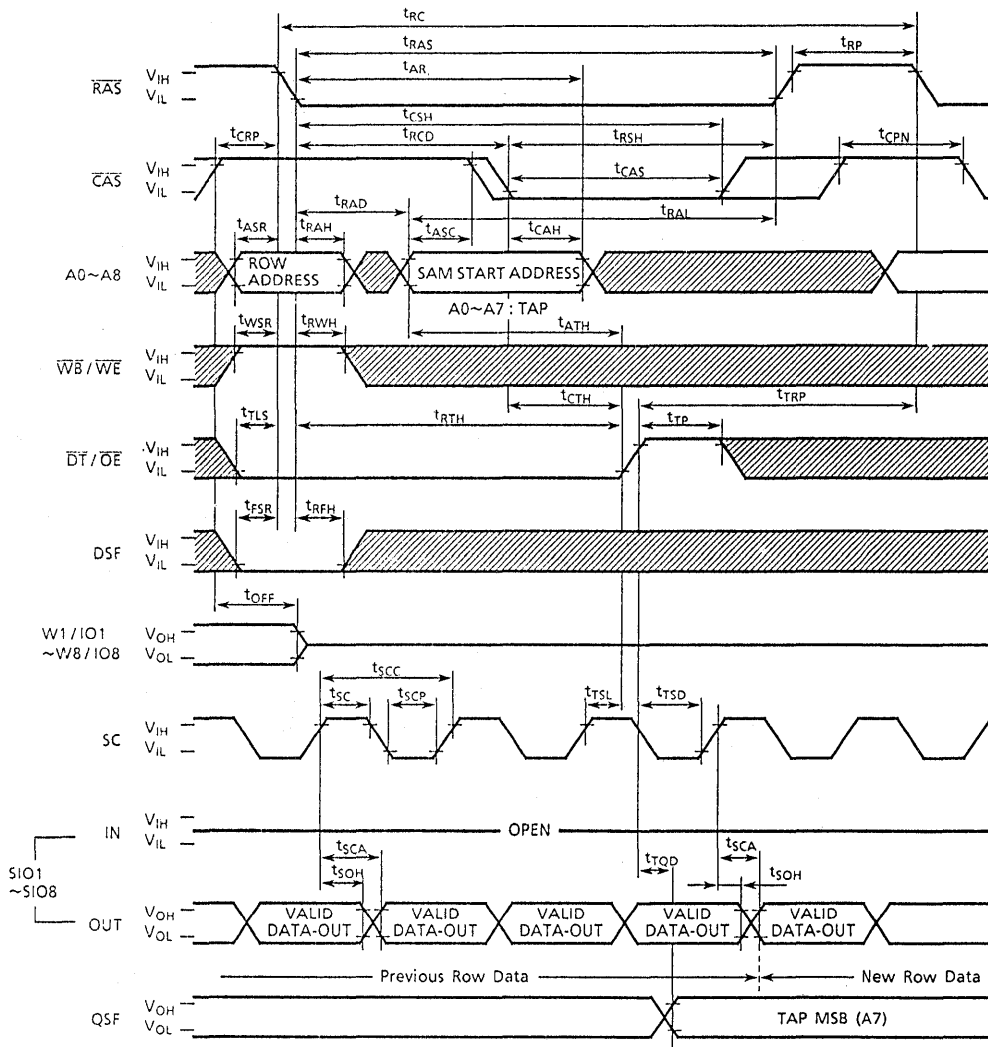 tRC
tRAS
tRP
tAR
RAS
VIH
VIL
tCSH
tCRP
tRCD
tRSH
tCPN
CAS
VIH
VIL
tCAS
tRAD
tRAL
tASR
tRAH
tASC
tCAH
A0~A8
VIH
VIL
ROW ADDRESS
SAM START ADDRESS
A0~A7 : TAP
tWSR
tRWH
tATH
WB/WE
VIH
VIL
tCTH
tTRP
tTLS
tRTH
tTP
DT/OE
VIH
VIL
tFSR
tRFH
DSF
VIH
VIL
tOFF
W1/IO1
~W8/IO8
VOH
VOL
tSCC
tSC
tSCP
tTSL
tTSD
SC
VIH
VIL
IN
VIH
VIL
OPEN
SIO1
~SIO8
tSCA
tSOH
tTQD
tSCA
tSOH
OUT
VOH
VOL
VALID DATA-OUT
VALID DATA-OUT
VALID DATA-OUT
VALID DATA-OUT
VALID DATA-OUT
Previous Row Data
New Row Data
QSF
VOH
VOL
TAP MSB (A7)